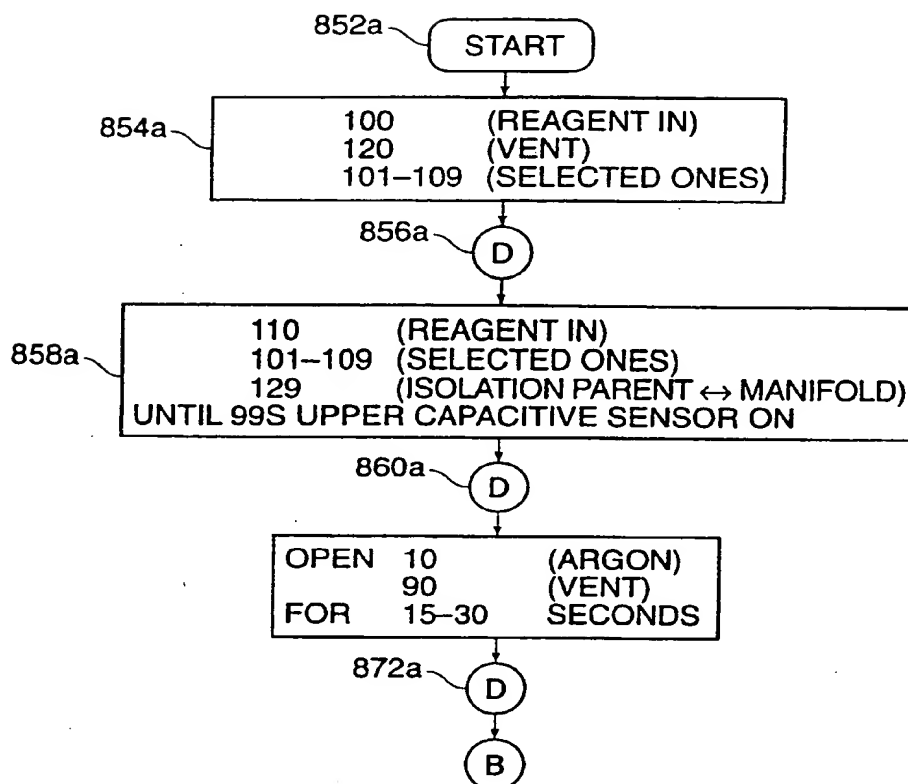 852a
START
854a
100 (REAGENT IN)
120 (VENT)
101–109 (SELECTED ONES)
856a
D
858a
110 (REAGENT IN)
101–109 (SELECTED ONES)
129 (ISOLATION PARENT ↔ MANIFOLD)
UNTIL 99S UPPER CAPACITIVE SENSOR ON
860a
D
OPEN 10 (ARGON)
90 (VENT)
FOR 15–30 SECONDS
872a
D
B